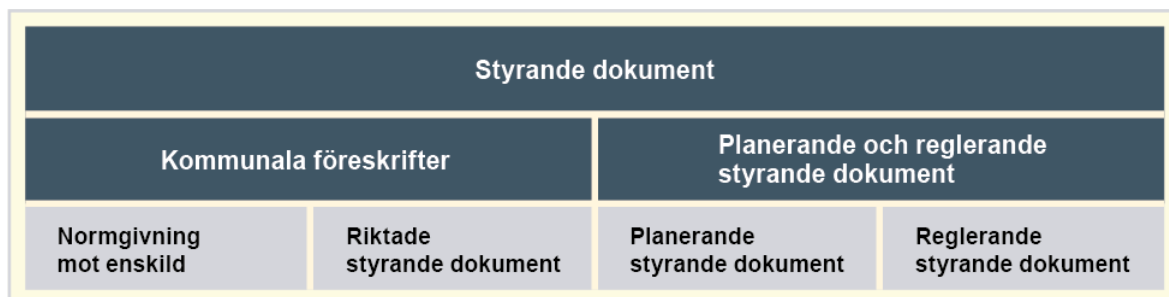 Styrande dokument
Kommunala föreskrifter
Planerande och reglerande
styrande dokument
Normgivning
mot enskild
Riktade
styrande dokument
Planerande
styrande dokument
Reglerande
styrande dokument